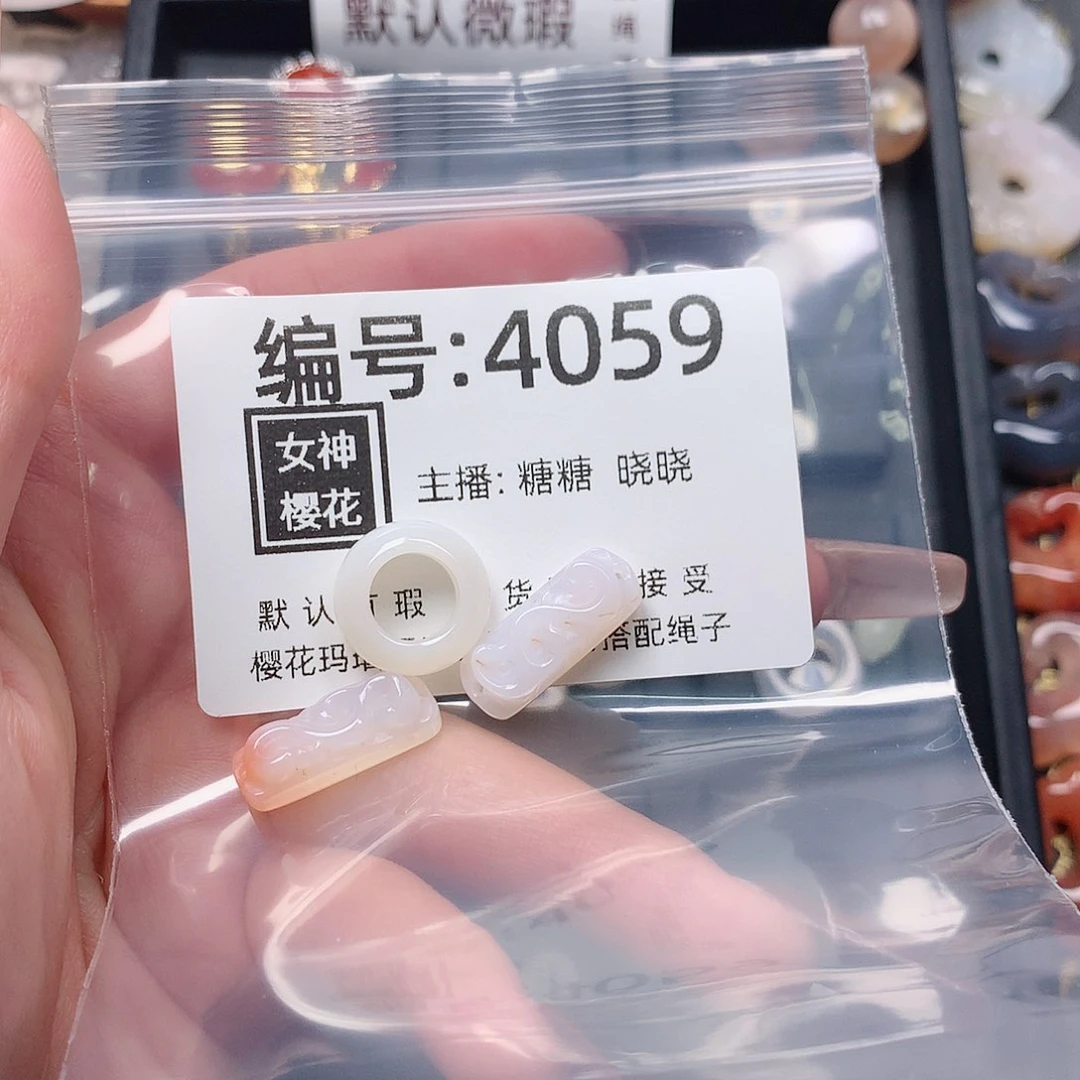 默认微瑕
绳
编号:4059
女神
樱花
主播: 糖糖 晓晓
默 认 瑕 货 接 受
樱花玛 搭配绳子